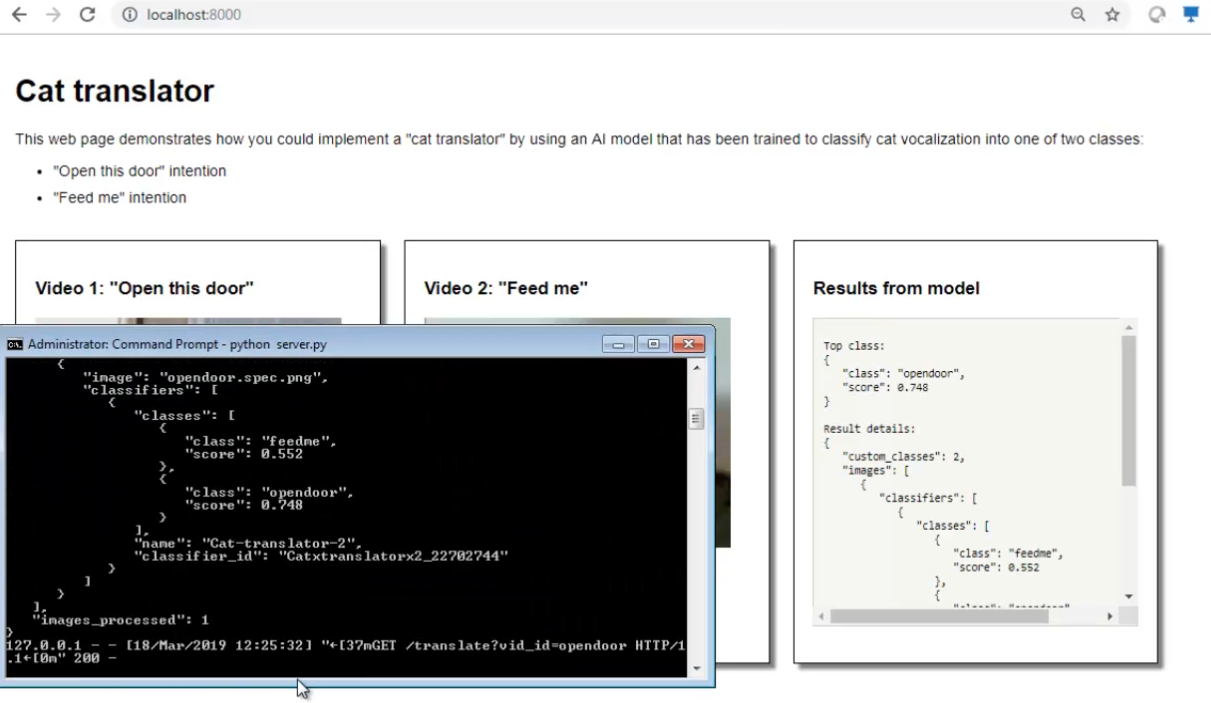 localhost:8000
Cat translator
This web page demonstrates how you could implement a "cat translator" by using an AI model that has been trained to classify cat vocalization into one of two classes:
• "Open this door" intention
• "Feed me" intention
Video 1: "Open this door"
Video 2: "Feed me"
Results from model
Top class:
{
"class": "opendoor",
"score": 0.748
}
Result details:
{
"custom_classes": 2,
"images": [
{
"classifiers": [
{
"classes": [
{
"class": "feedme",
"score": 0.552
},
{
Administrator: Command Prompt - python server.py
{
"image": "opendoor.spec.png",
"classifiers": [
{
"classes": [
{
"class": "feedme",
"score": 0.552
},
{
"class": "opendoor",
"score": 0.748
}
],
"name": "Cat-translator-2",
"classifier_id": "Catxtranslatorx2_22702744"
}
]
}
],
"images_processed": 1
}
127.0.0.1 - - [18/Mar/2019 12:25:32] "←[37mGET /translate?vid_id=opendoor HTTP/1
.1←[0m" 200 -